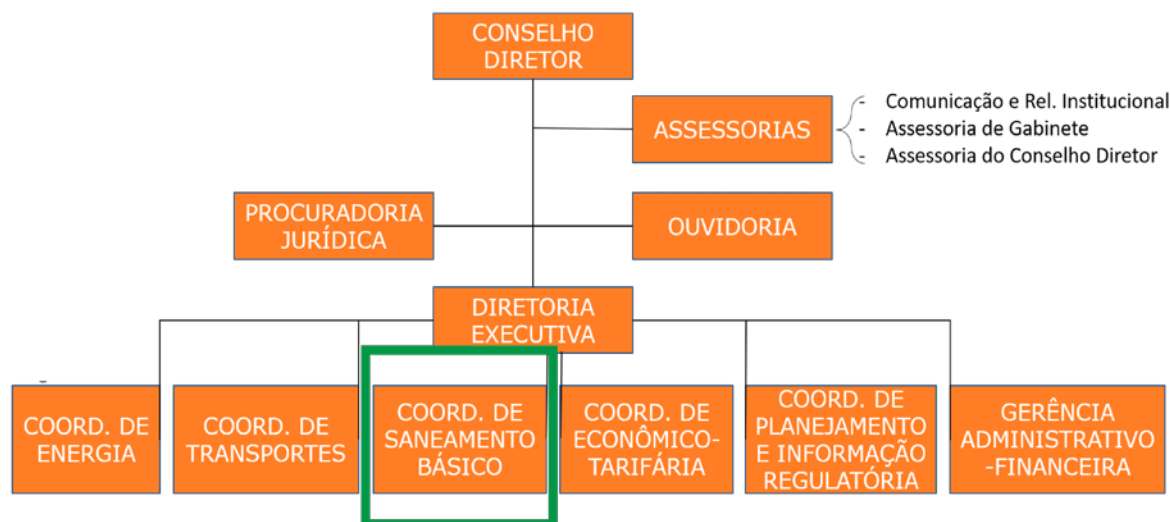 CONSELHO
DIRETOR
ASSESSORIAS
- Comunicação e Rel. Institucional
- Assessoria de Gabinete
- Assessoria do Conselho Diretor
PROCURADORIA
JURÍDICA
OUVIDORIA
DIRETORIA
EXECUTIVA
COORD. DE
ENERGIA
COORD. DE
TRANSPORTES
COORD. DE
SANEAMENTO
BÁSICO
COORD. DE
ECONÔMICO-
TARIFÁRIA
COORD. DE
PLANEJAMENTO
E INFORMAÇÃO
REGULATÓRIA
GERÊNCIA
ADMINISTRATIVO
-FINANCEIRA